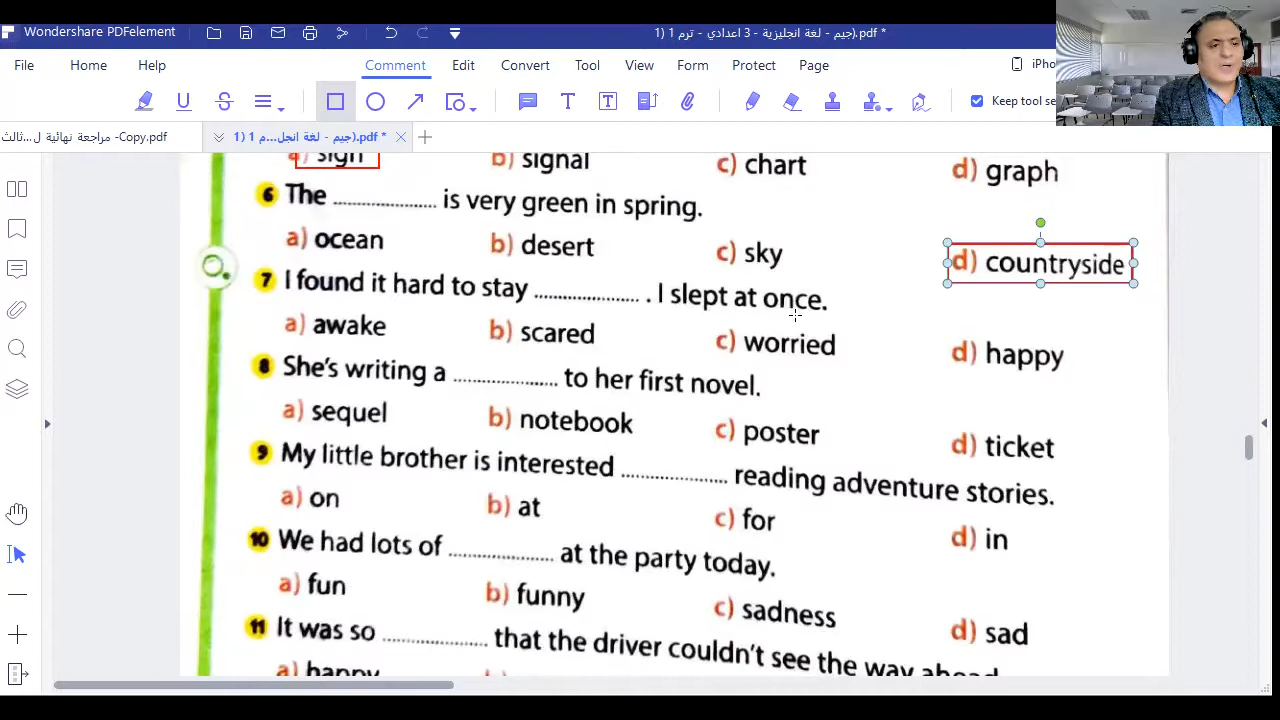 Wondershare PDFelement
(جيم - لغة انجليزية - 3 اعدادي - ترم 1 (1.pdf *
File Home Help Comment Edit Convert Tool View Form Protect Page
Keep tool se
مراجعة نهائية ل ...ثالث -Copy.pdf
(جيم - لغة انجل...م 1 (1.pdf *
a) sign b) signal c) chart d) graph
6 The .................... is very green in spring.
a) ocean b) desert c) sky d) countryside
7 I found it hard to stay .................... . I slept at once.
a) awake b) scared c) worried d) happy
8 She's writing a .................... to her first novel.
a) sequel b) notebook c) poster d) ticket
9 My little brother is interested .................... reading adventure stories.
a) on b) at c) for d) in
10 We had lots of .................... at the party today.
a) fun b) funny c) sadness d) sad
11 It was so .................... that the driver couldn't see the way ahead.
a) happy